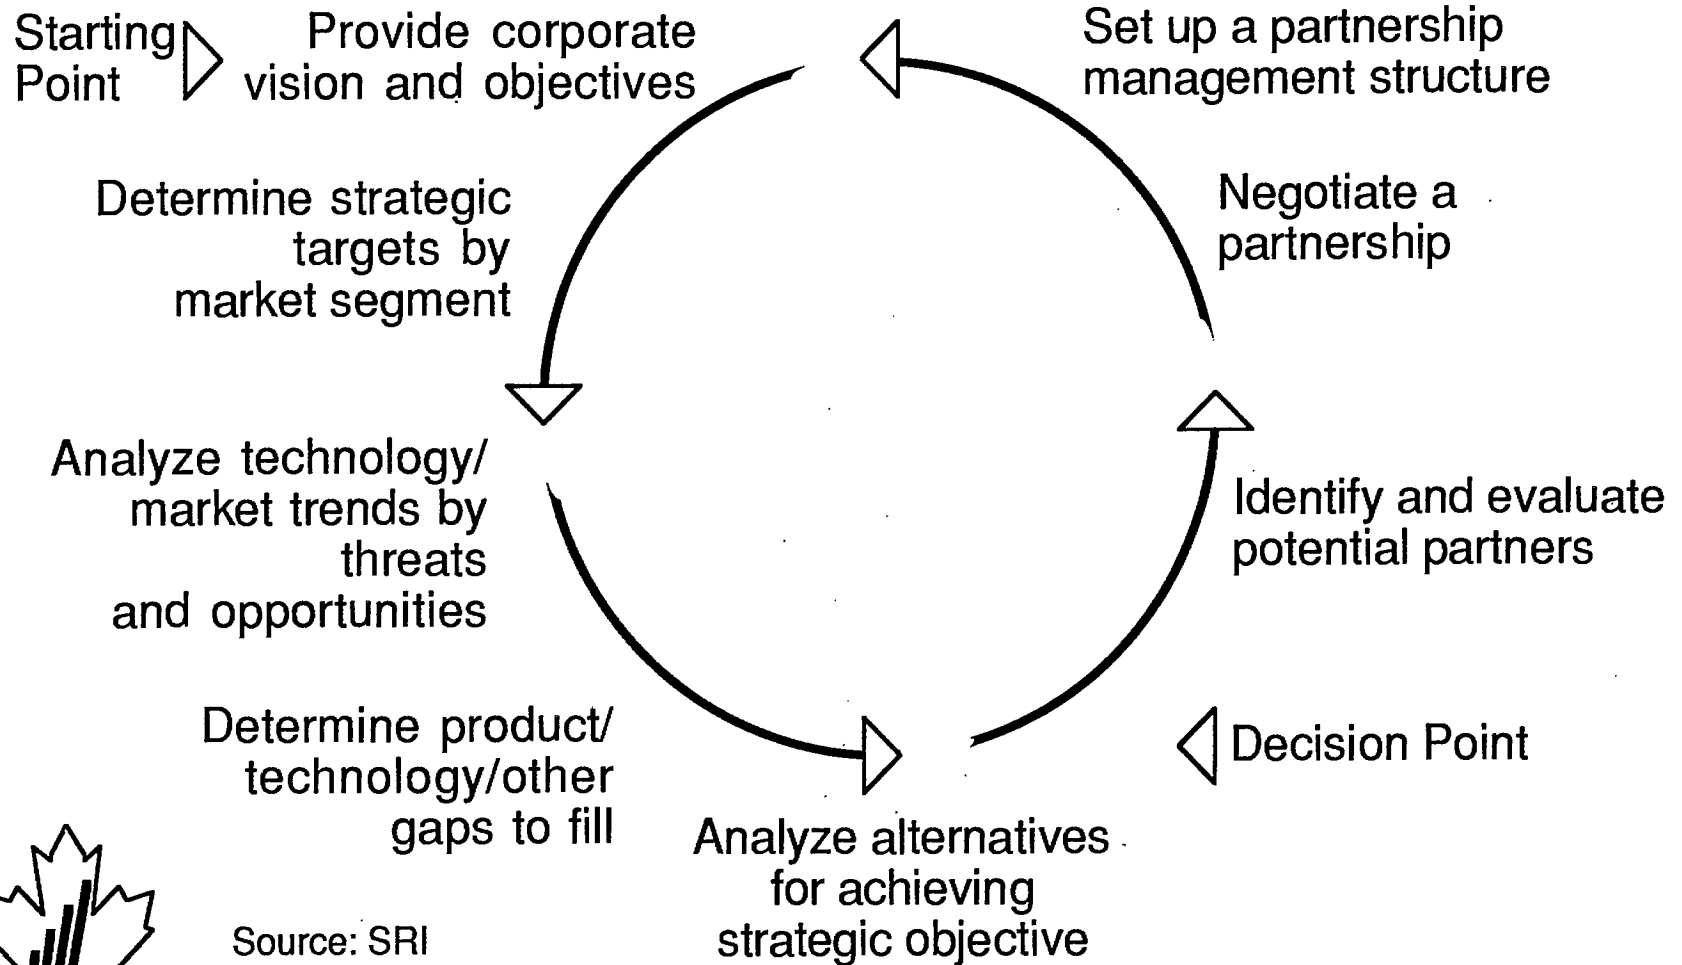 Starting
Point
Provide corporate
vision and objectives
Determine strategic
targets by
market segment
Analyze technology/
market trends by
threats
and opportunities
Determine product/
technology/other
gaps to fill
Analyze alternatives
for achieving
strategic objective
Decision Point
Identify and evaluate
potential partners
Negotiate a
partnership
Set up a partnership
management structure
Source: SRI